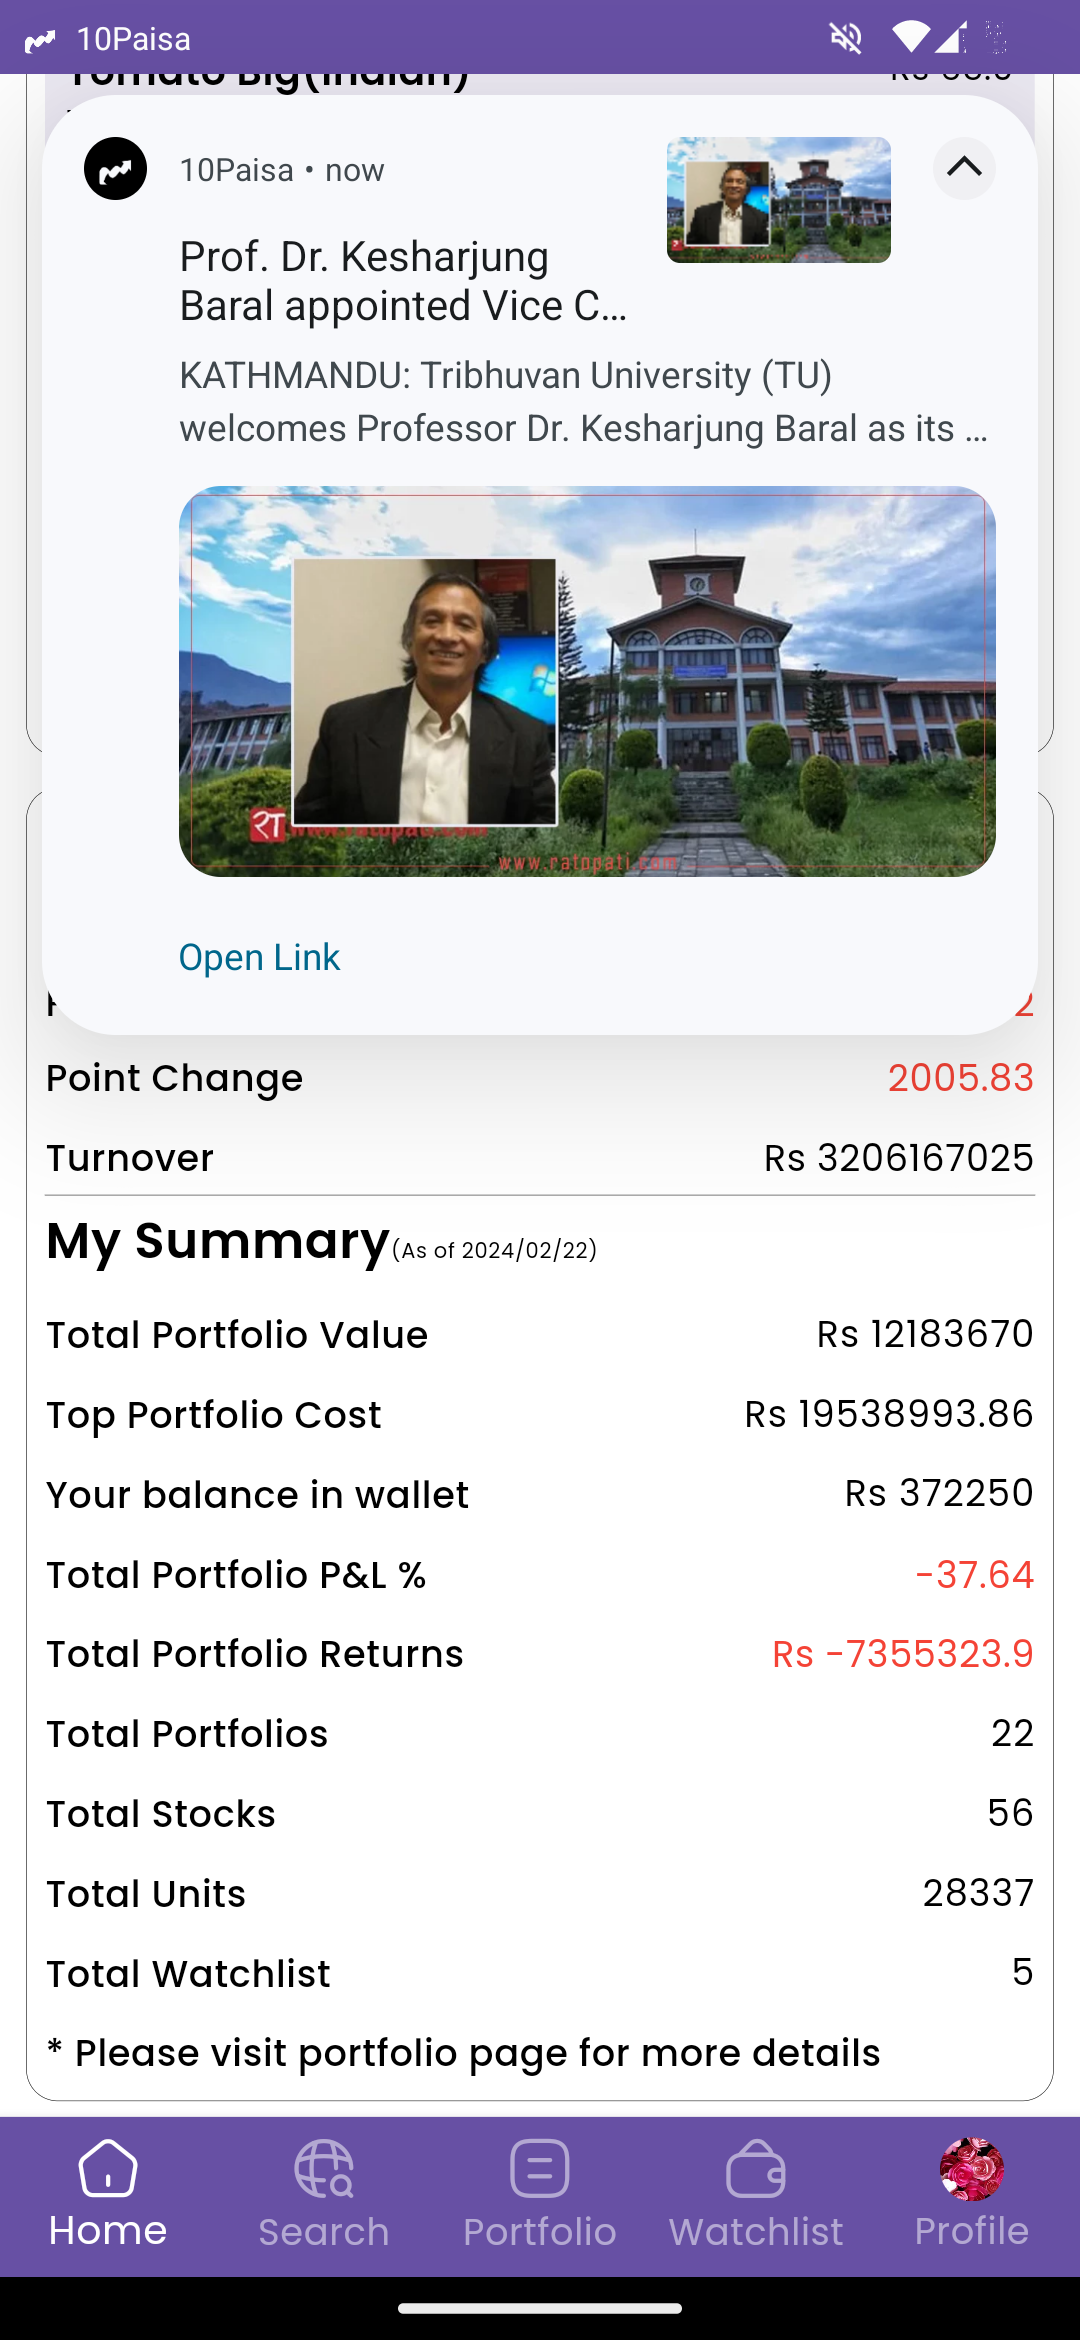 10Paisa
Tomato Big(Indian)
10Paisa • now
Prof. Dr. Kesharjung
Baral appointed Vice C...
KATHMANDU: Tribhuvan University (TU)
welcomes Professor Dr. Kesharjung Baral as its ...
रा
www.ratopati.com
www.ratopati.com
Open Link
2
Point Change 2005.83
Turnover Rs 3206167025
My Summary(As of 2024/02/22)
Total Portfolio Value Rs 12183670
Top Portfolio Cost Rs 19538993.86
Your balance in wallet Rs 372250
Total Portfolio P&L % -37.64
Total Portfolio Returns Rs -7355323.9
Total Portfolios 22
Total Stocks 56
Total Units 28337
Total Watchlist 5
* Please visit portfolio page for more details
Home Search Portfolio Watchlist Profile